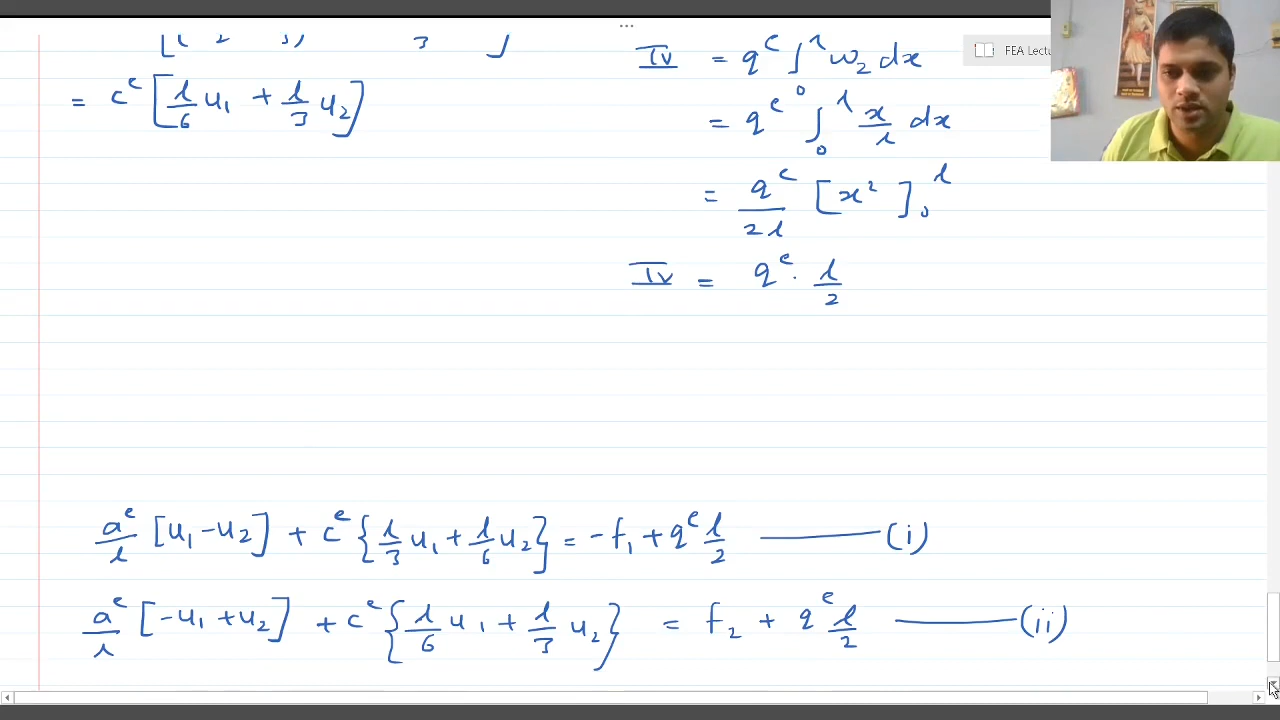 = c^e [l/6 u₁ + l/3 u₂]
IV = q^e ∫₀^l w₂ dx
= q^e ∫₀^l x/l dx
= q^e/2l [x²]₀^l
IV = q^e · l/2
FEA Lectu
a^e/l [u₁ - u₂] + c^e {l/3 u₁ + l/6 u₂} = -f₁ + q^e l/2 —— (i)
a^e/l [-u₁ + u₂] + c^e {l/6 u₁ + l/3 u₂} = f₂ + q^e l/2 —— (ii)